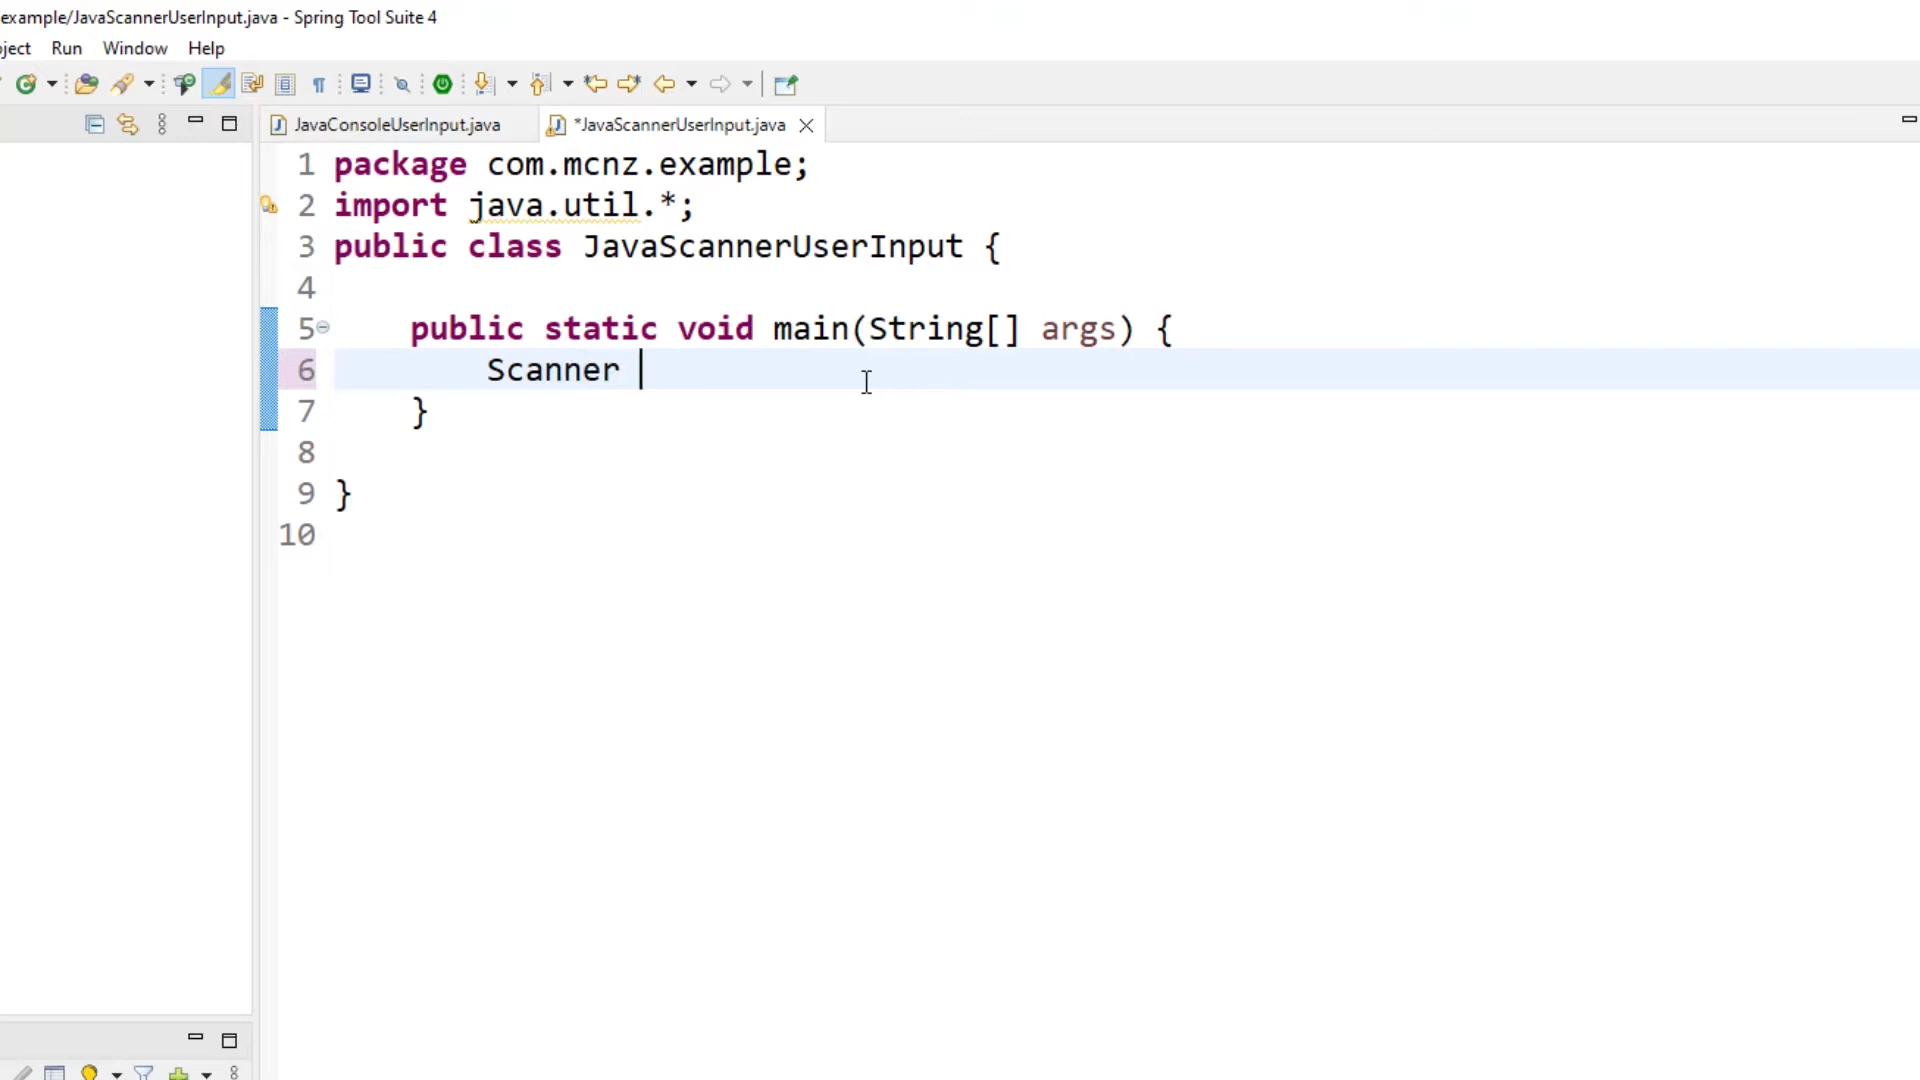 example/JavaScannerUserInput.java - Spring Tool Suite 4
ject Run Window Help
JavaConsoleUserInput.java *JavaScannerUserInput.java
1 package com.mcnz.example;
2 import java.util.*;
3 public class JavaScannerUserInput {
4
5 public static void main(String[] args) {
6 Scanner
7 }
8
9 }
10